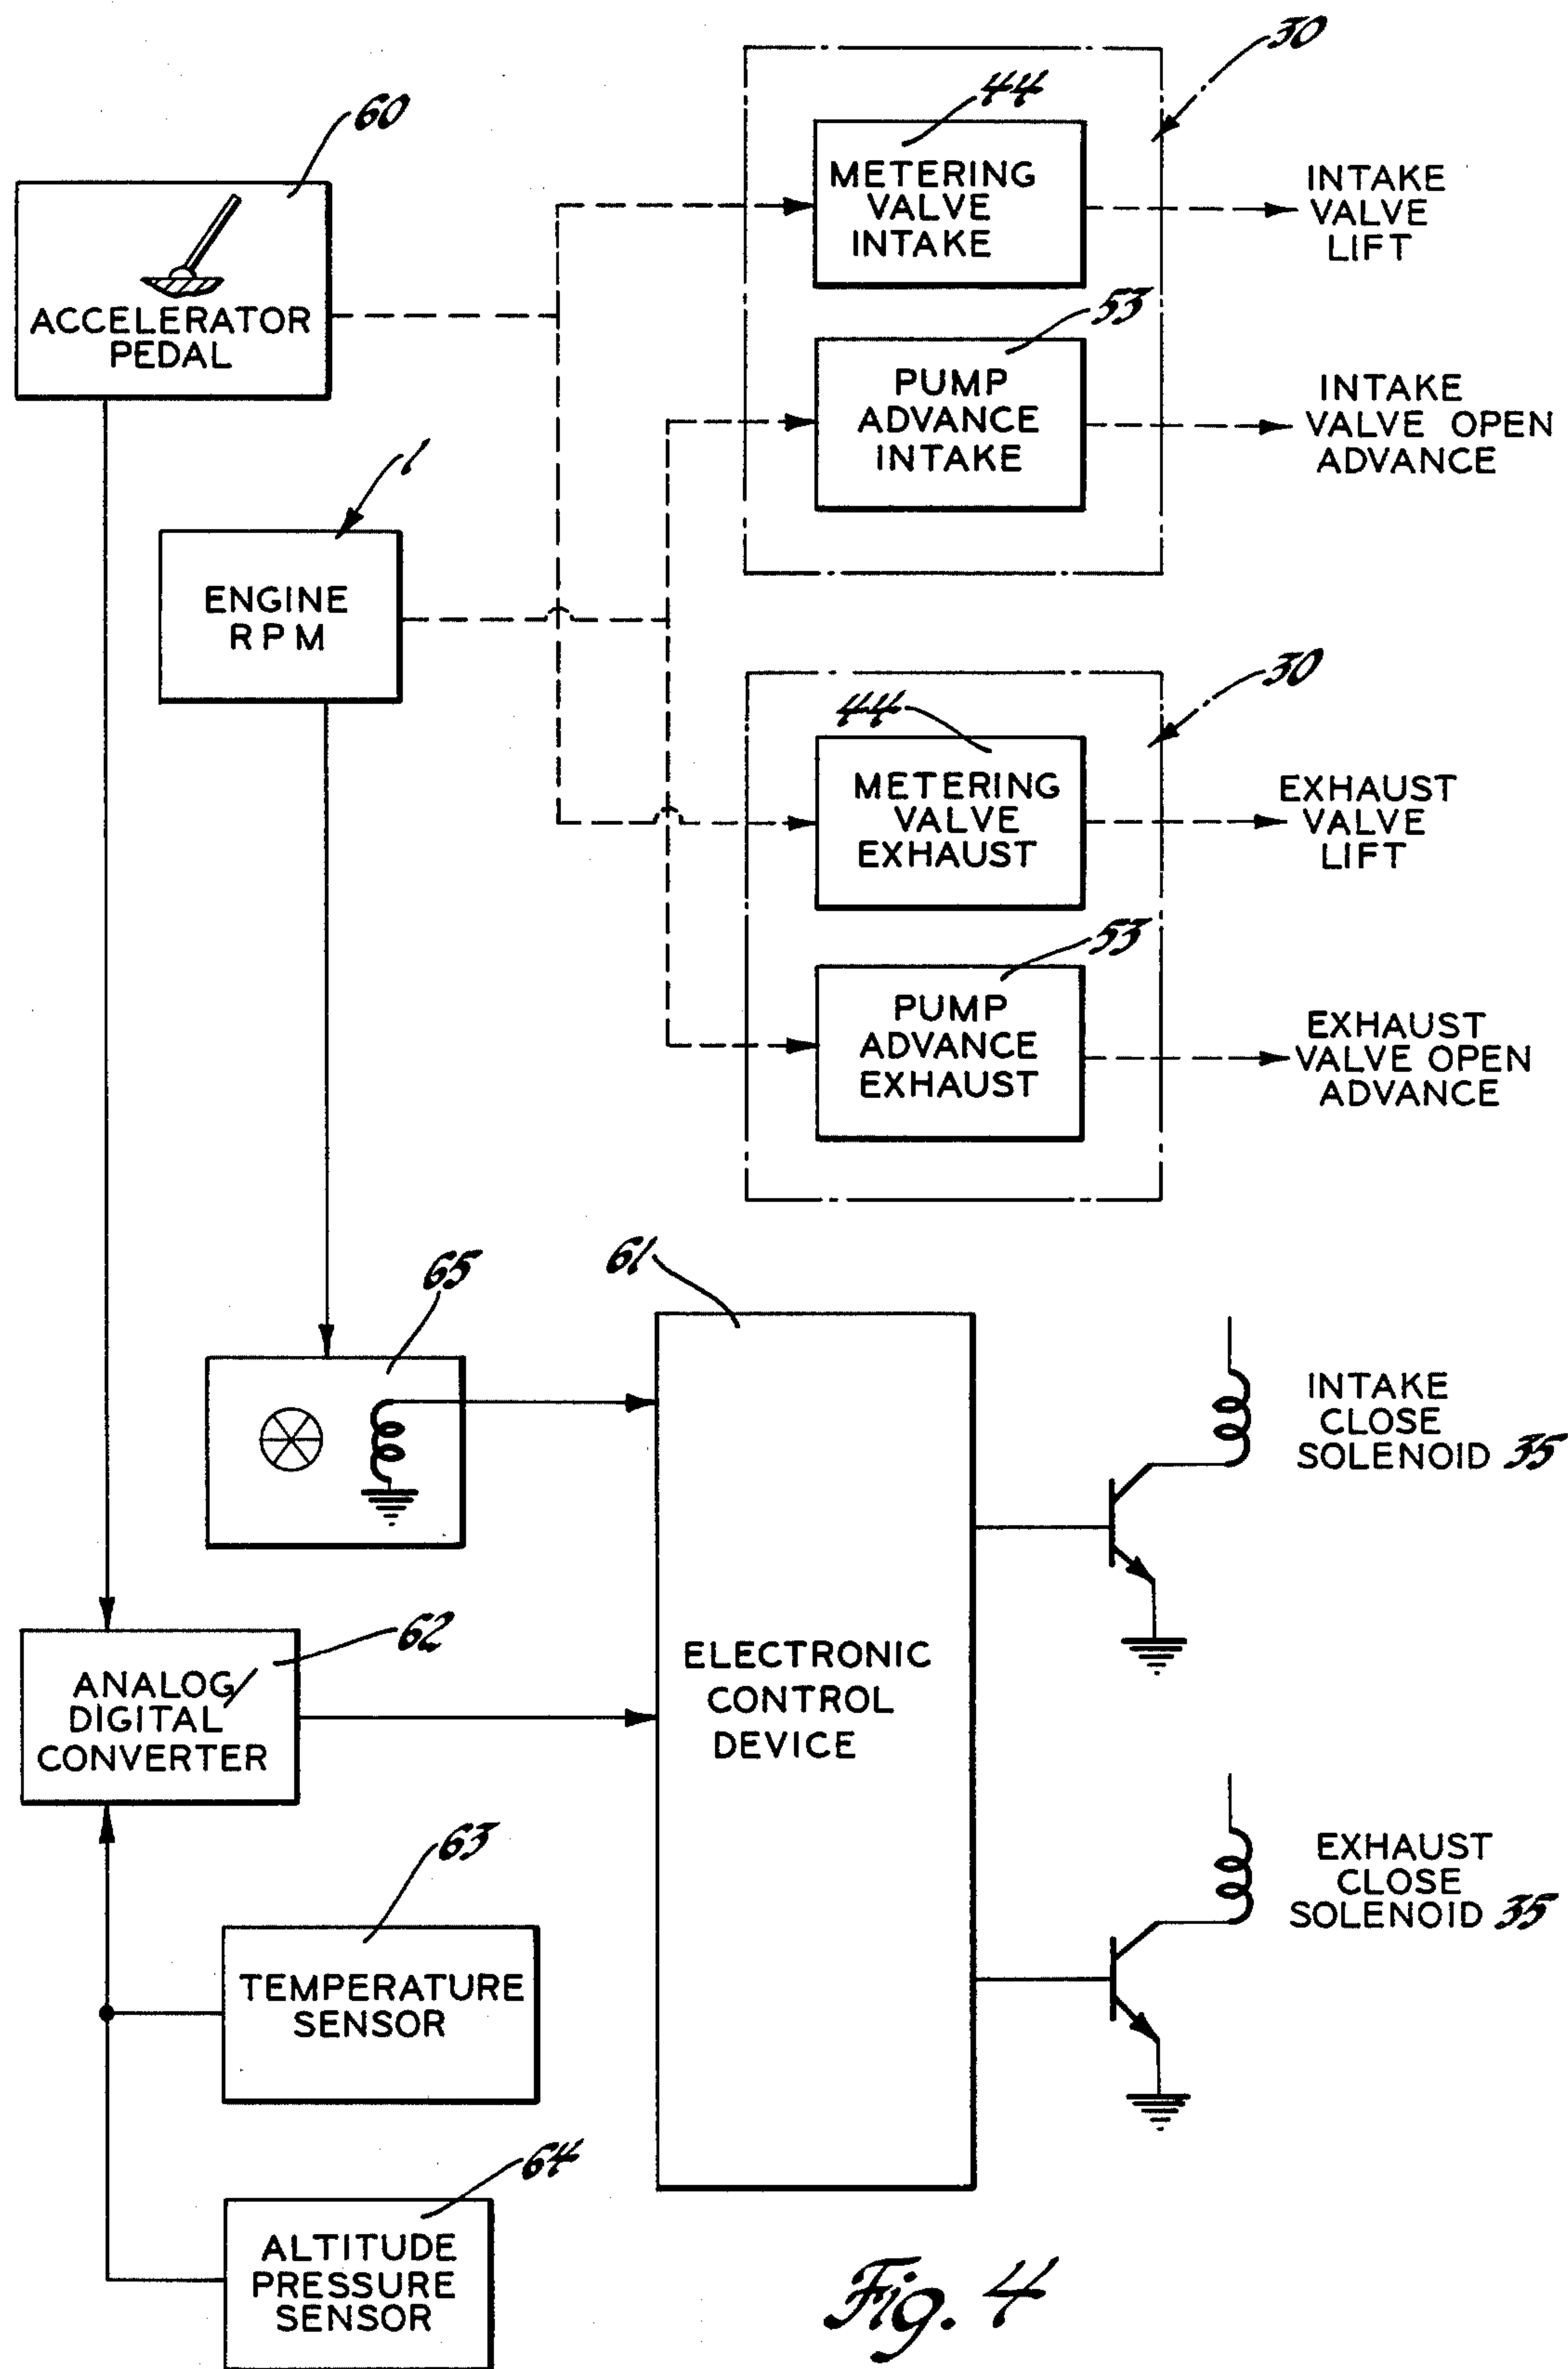 30
44
60
METERING
VALVE
INTAKE
INTAKE
VALVE
LIFT
ACCELERATOR
PEDAL
53
PUMP
ADVANCE
INTAKE
INTAKE
VALVE OPEN
ADVANCE
1
ENGINE
RPM
30
44
METERING
VALVE
EXHAUST
EXHAUST
VALVE
LIFT
53
PUMP
ADVANCE
EXHAUST
EXHAUST
VALVE OPEN
ADVANCE
65
61
INTAKE
CLOSE
SOLENOID 35
62
ANALOG/
DIGITAL
CONVERTER
ELECTRONIC
CONTROL
DEVICE
63
TEMPERATURE
SENSOR
EXHAUST
CLOSE
SOLENOID 35
64
ALTITUDE
PRESSURE
SENSOR
Fig. 4